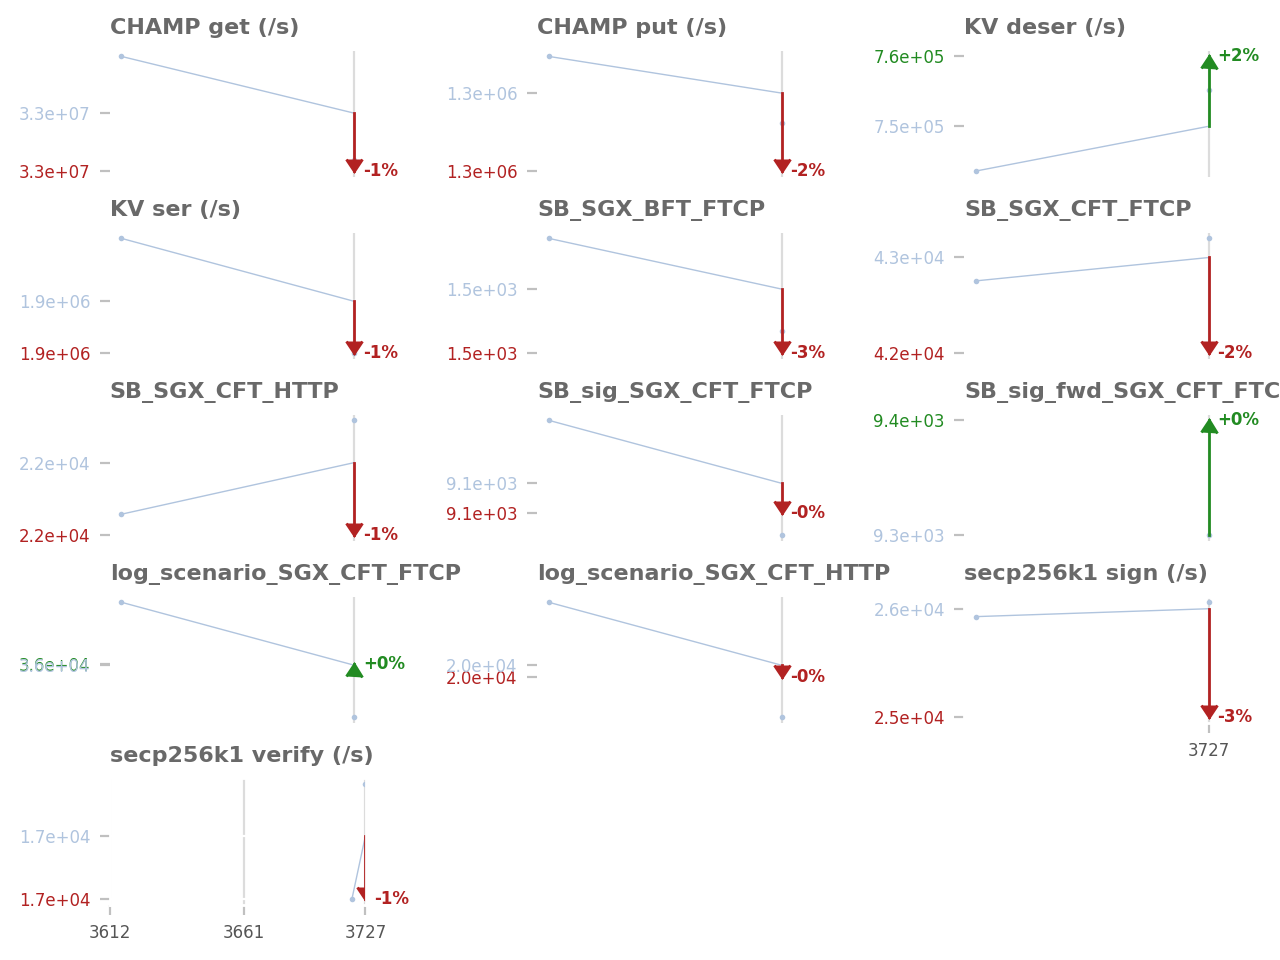 CHAMP get (/s)
3.3e+07
3.3e+07
-1%
CHAMP put (/s)
1.3e+06
1.3e+06
-2%
KV deser (/s)
7.6e+05
+2%
7.5e+05
KV ser (/s)
1.9e+06
1.9e+06
-1%
SB_SGX_BFT_FTCP
1.5e+03
1.5e+03
-3%
SB_SGX_CFT_FTCP
4.3e+04
4.2e+04
-2%
SB_SGX_CFT_HTTP
2.2e+04
2.2e+04
-1%
SB_sig_SGX_CFT_FTCP
9.1e+03
9.1e+03
-0%
SB_sig_fwd_SGX_CFT_FTC
9.4e+03
+0%
9.3e+03
log_scenario_SGX_CFT_FTCP
3.6e+04
+0%
log_scenario_SGX_CFT_HTTP
2.0e+04
2.0e+04
-0%
secp256k1 sign (/s)
2.6e+04
2.5e+04
-3%
3727
secp256k1 verify (/s)
1.7e+04
1.7e+04
-1%
3612
3661
3727